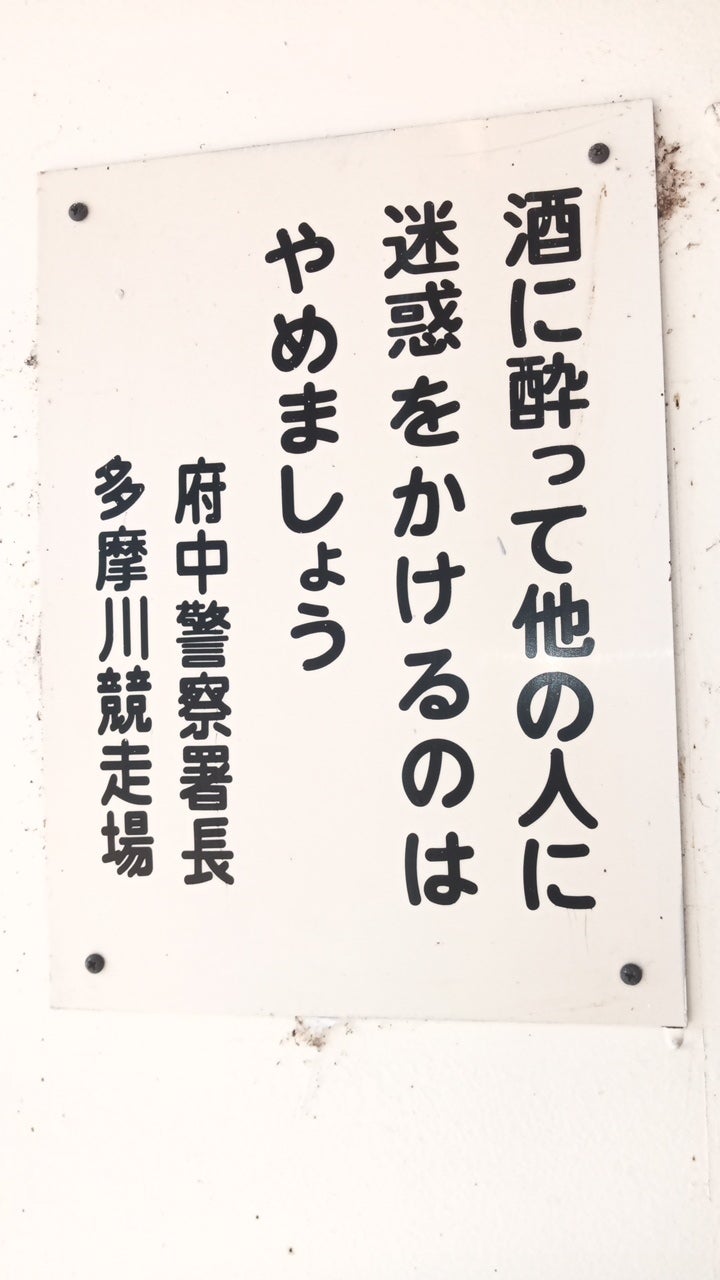 酒に酔って他の人に
迷惑をかけるのは
やめましょう
府中警察署長
多摩川競走場